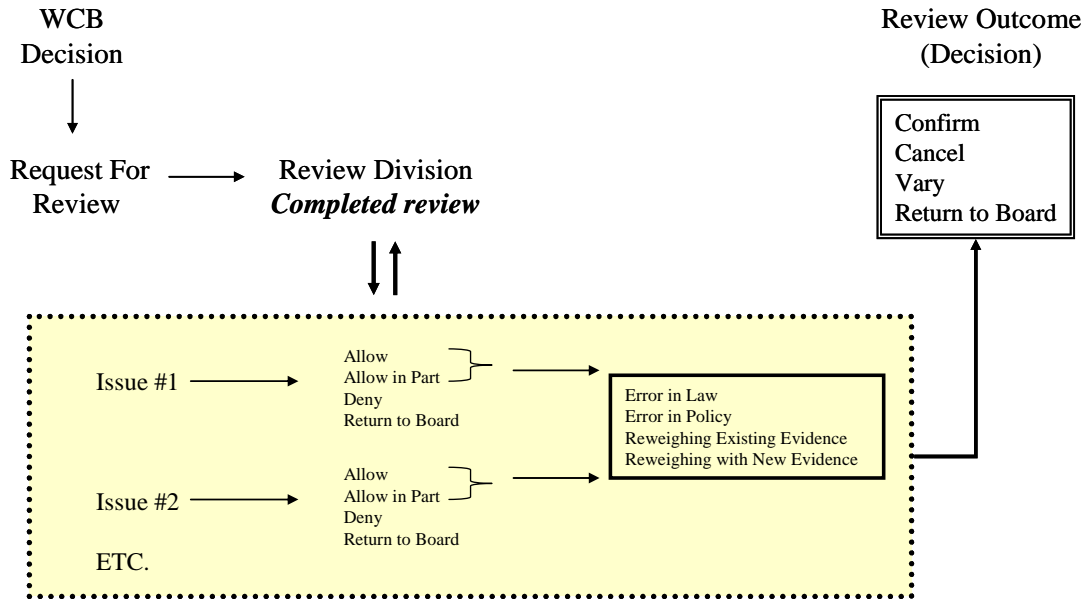 WCB
Decision
Request For
Review
Review Division
Completed review
Review Outcome
(Decision)
Confirm
Cancel
Vary
Return to Board
Issue #1
Allow
Allow in Part
Deny
Return to Board
Error in Law
Error in Policy
Reweighing Existing Evidence
Reweighing with New Evidence
Issue #2
Allow
Allow in Part
Deny
Return to Board
ETC.